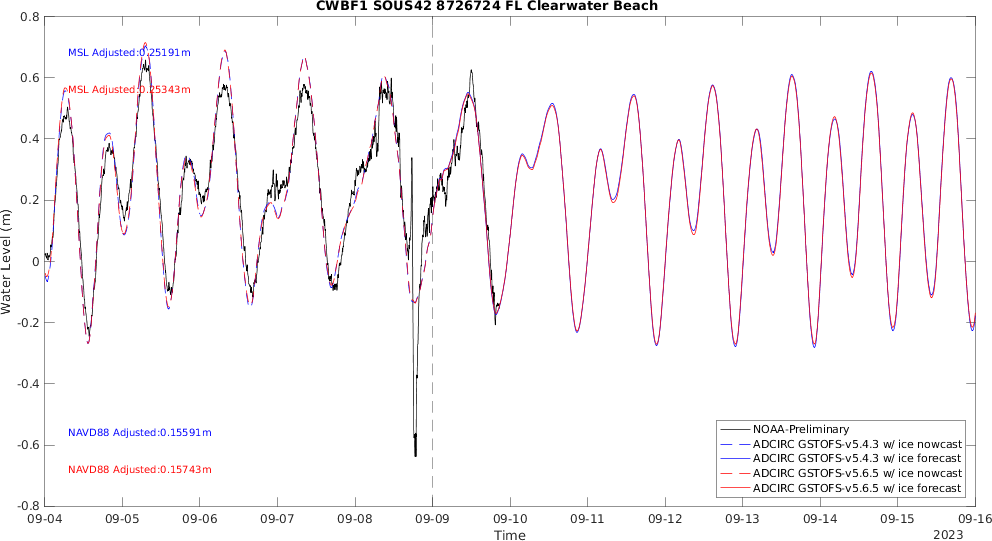 CWBF1 SOUS42 8726724 FL Clearwater Beach
0.8
0.6
0.4
0.2
0
-0.2
-0.4
-0.6
-0.8
Water Level (m)
MSL Adjusted:0.25191m
MSL Adjusted:0.25343m
NAVD88 Adjusted:0.15591m
NAVD88 Adjusted:0.15743m
NOAA-Preliminary
ADCIRC GSTOFS-v5.4.3 w/ ice nowcast
ADCIRC GSTOFS-v5.4.3 w/ ice forecast
ADCIRC GSTOFS-v5.6.5 w/ ice nowcast
ADCIRC GSTOFS-v5.6.5 w/ ice forecast
09-04 09-05 09-06 09-07 09-08 09-09 09-10 09-11 09-12 09-13 09-14 09-15 09-16
Time
2023